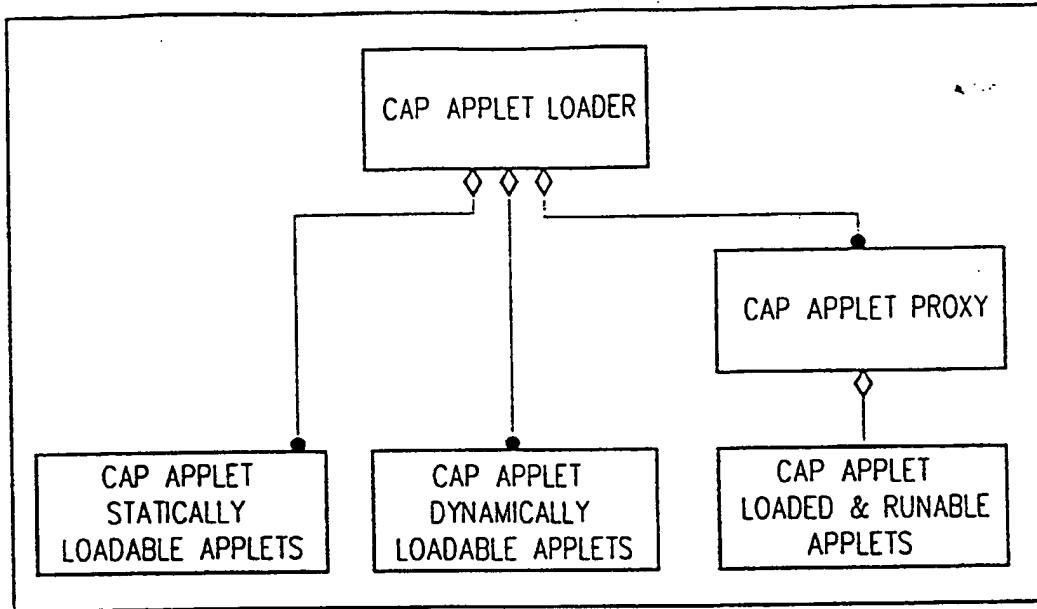 CAP APPLET LOADER
CAP APPLET PROXY
CAP APPLET
STATICALLY
LOADABLE APPLETS
CAP APPLET
DYNAMICALLY
LOADABLE APPLETS
CAP APPLET
LOADED & RUNABLE
APPLETS